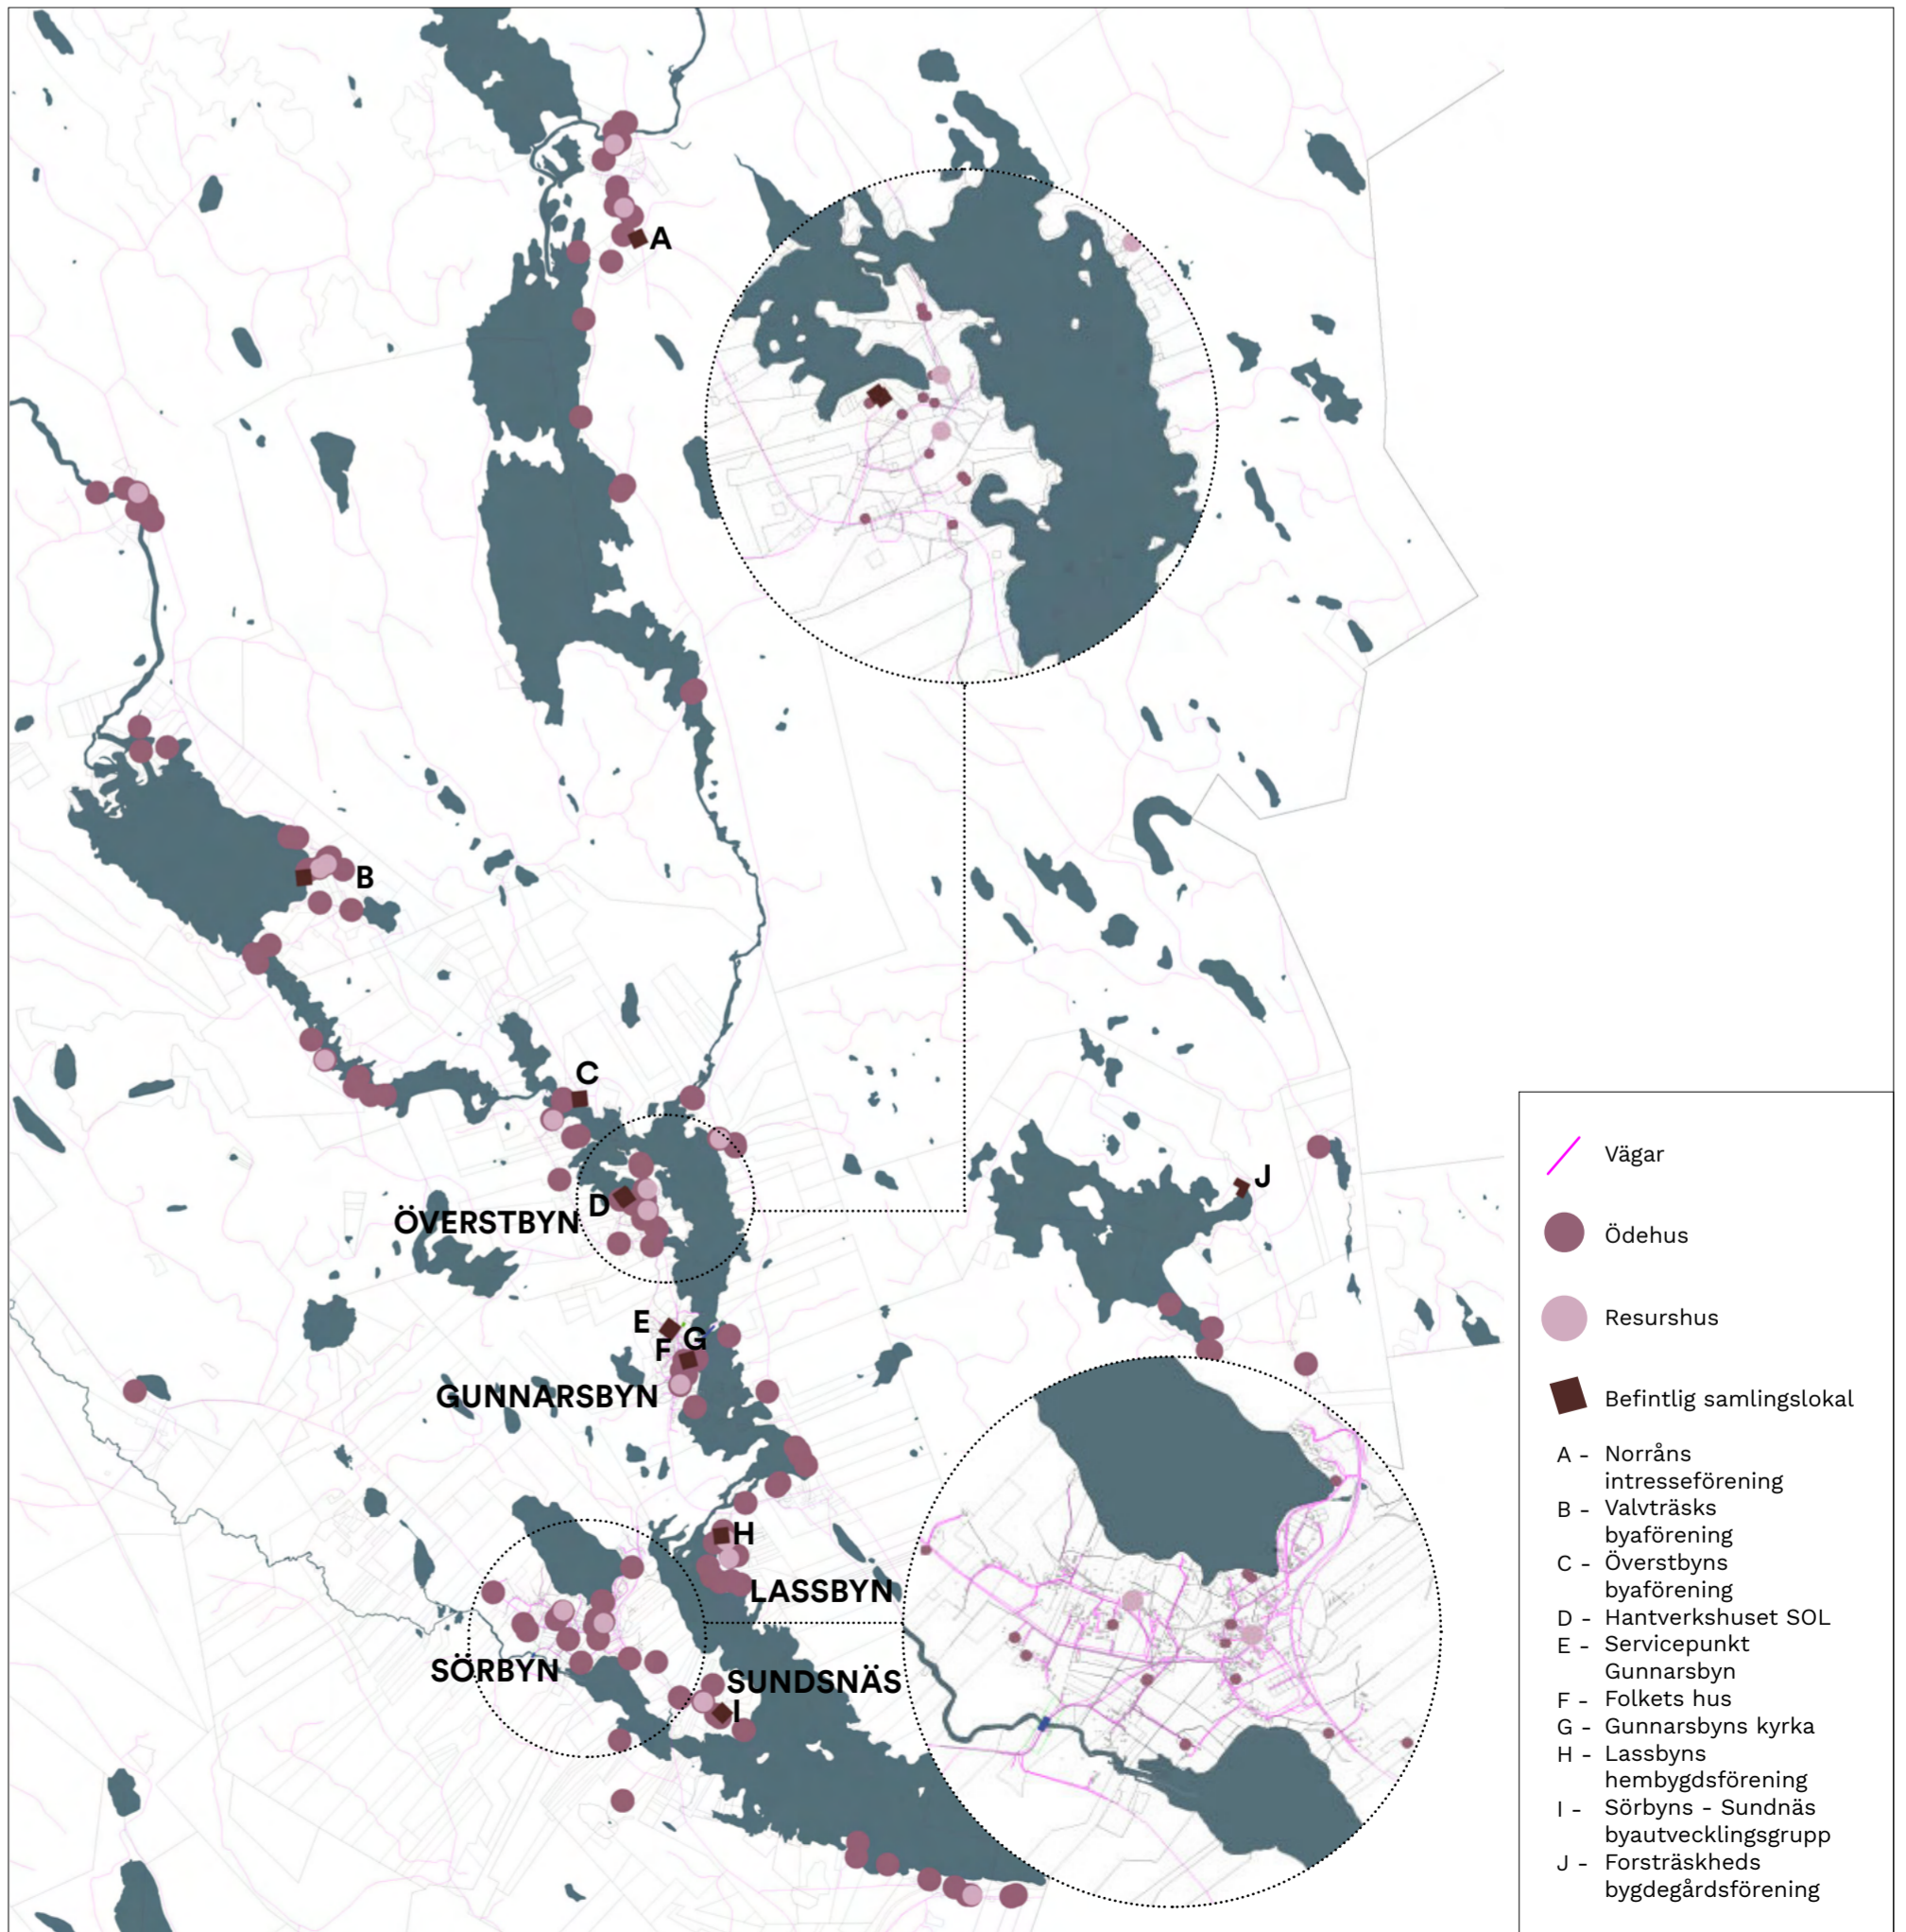 A
B
C
D
ÖVERSTBYN
J
E
G
F
GUNNARSBYN
H
LASSBYN
SÖRBYN
SUNDSNÄS
I
Vägar
Ödehus
Resurshus
Befintlig samlingslokal
A - Norråns
intresseförening
B - Valvträsks
byaförening
C - Överstbyns
byaförening
D - Hantverkshuset SOL
E - Servicepunkt
Gunnarsbyn
F - Folkets hus
G - Gunnarsbyns kyrka
H - Lassbyns
hembygdsförening
I - Sörbyns - Sundnäs
byautvecklingsgrupp
J - Forsträskheds
bygdegårdsförening